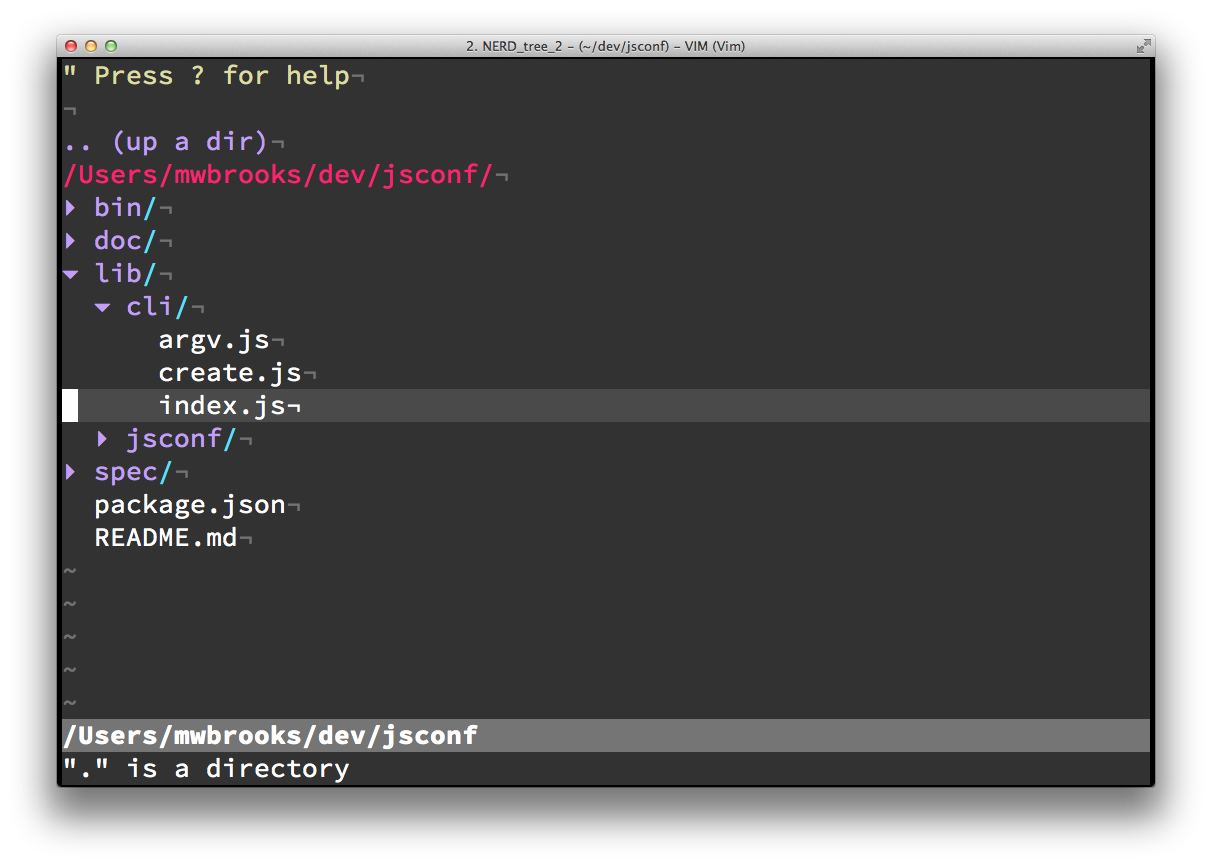 2. NERD_tree_2 – (~/dev/jsconf) – VIM (Vim)
" Press ? for help¬
¬
.. (up a dir)¬
/Users/mwbrooks/dev/jsconf/¬
▸ bin/¬
▸ doc/¬
▾ lib/¬
▾ cli/¬
argv.js¬
create.js¬
index.js¬
▸ jsconf/¬
▸ spec/¬
package.json¬
README.md¬
~
~
~
~
~
/Users/mwbrooks/dev/jsconf
"." is a directory